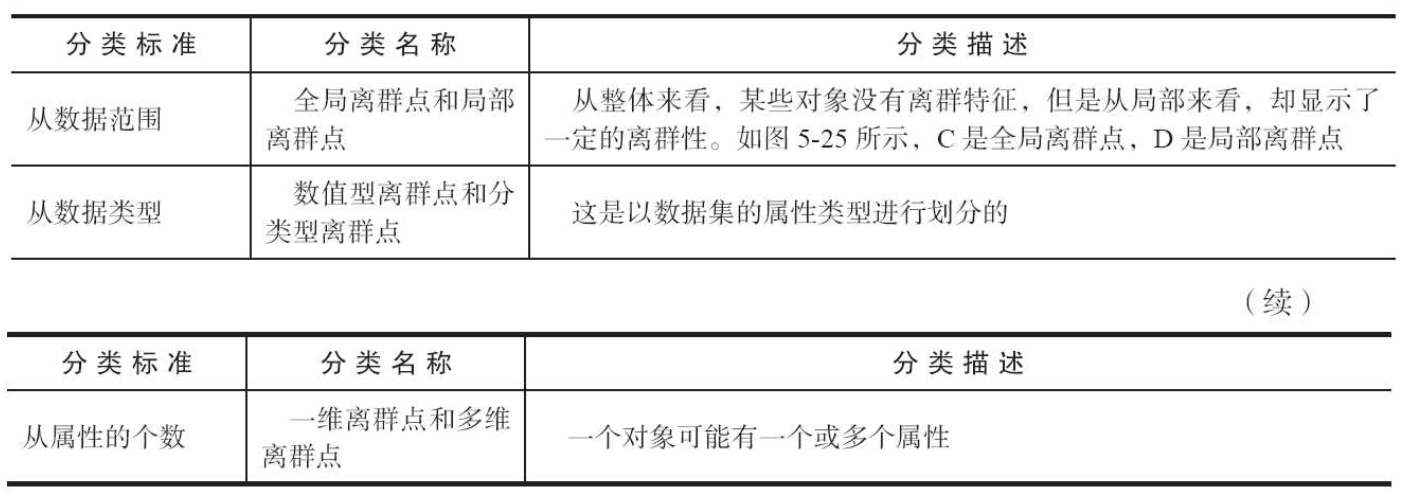 分类标准 分类名称 分类描述
从数据范围 全局离群点和局部 从整体来看，某些对象没有离群特征，但是从局部来看，却显示了
离群点 一定的离群性。如图 5-25 所示，C 是全局离群点，D 是局部离群点
从数据类型 数值型离群点和分 这是以数据集的属性类型进行划分的
类型离群点
（续）
分类标准 分类名称 分类描述
从属性的个数 一维离群点和多维 一个对象可能有一个或多个属性
离群点